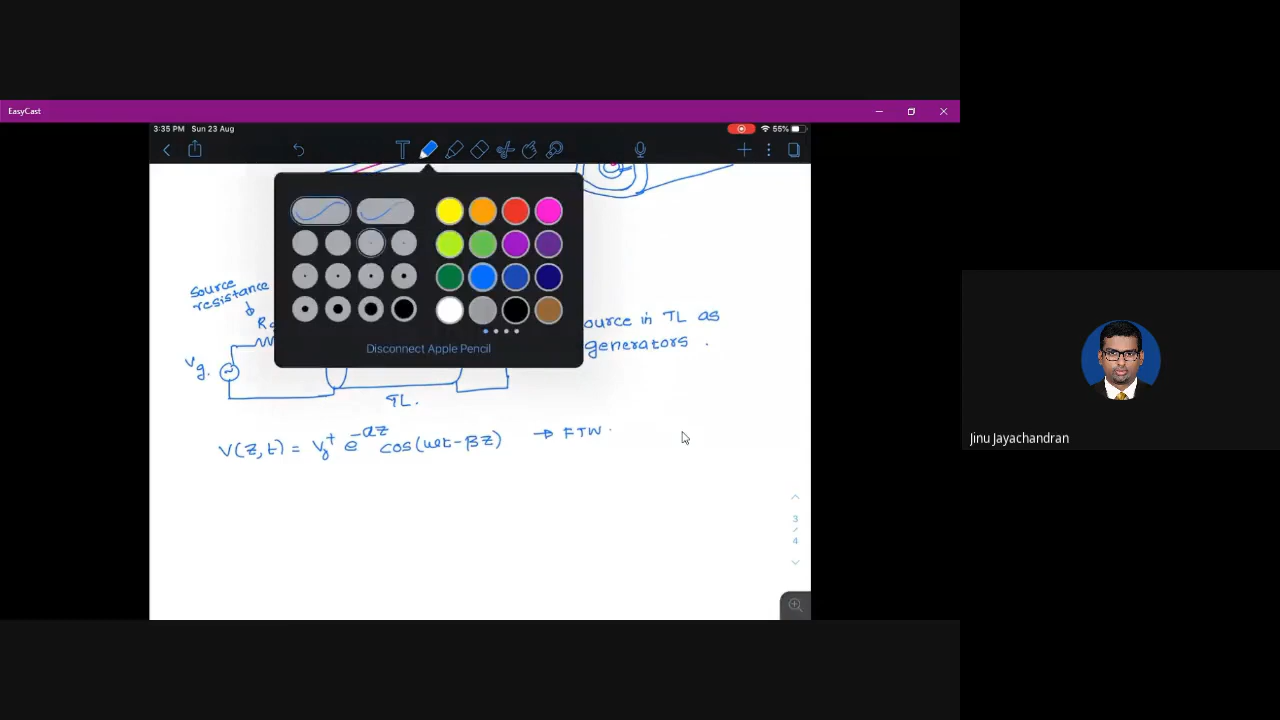 EasyCast
3:35 PM Sun 23 Aug
55%
T
source
resistance
ource in TL as
generators .
Disconnect Apple Pencil
Vg.
TL.
V(z,t) = V₀⁺ e^-αz cos(ωt-βz) → FTW.
3
/
4
Jinu Jayachandran